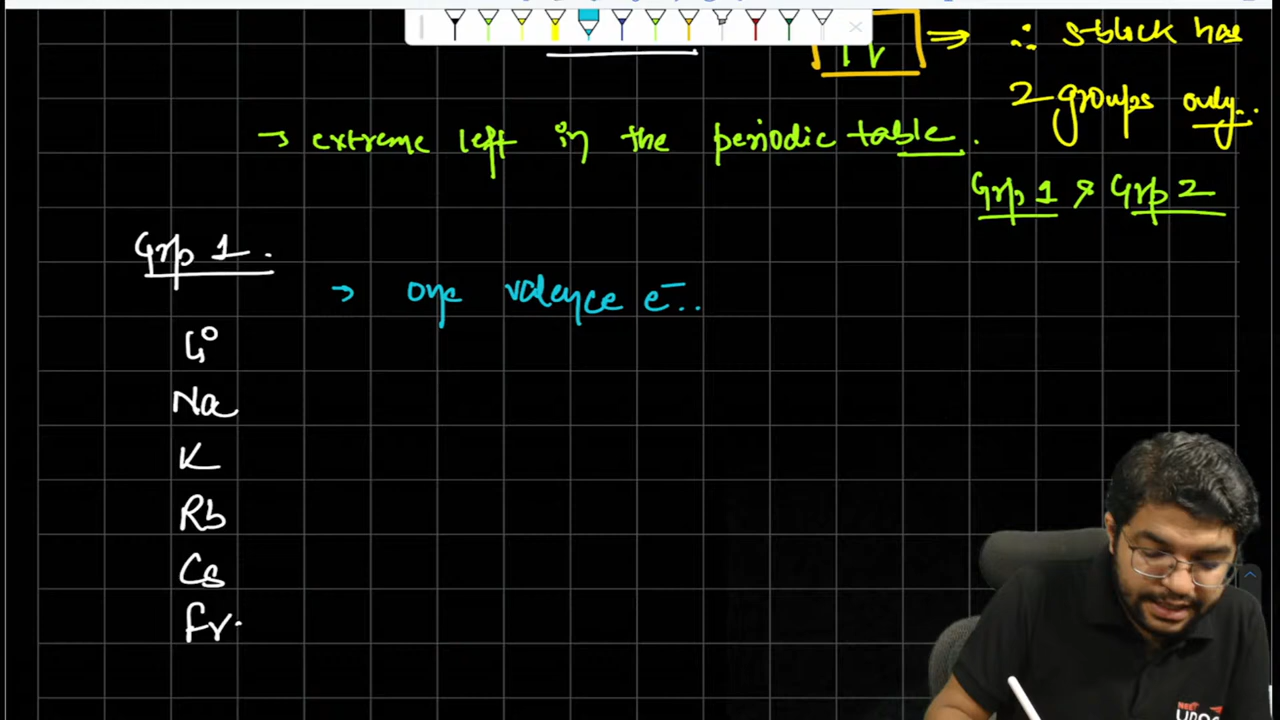 ⇒ ∴ s-block has
2 groups only..
→ extreme left in the periodic table.
Grp 1 & Grp 2
Grp 1.
→ one valence e⁻..
Li
Na
K
Rb
Cs
Fr.
NEET